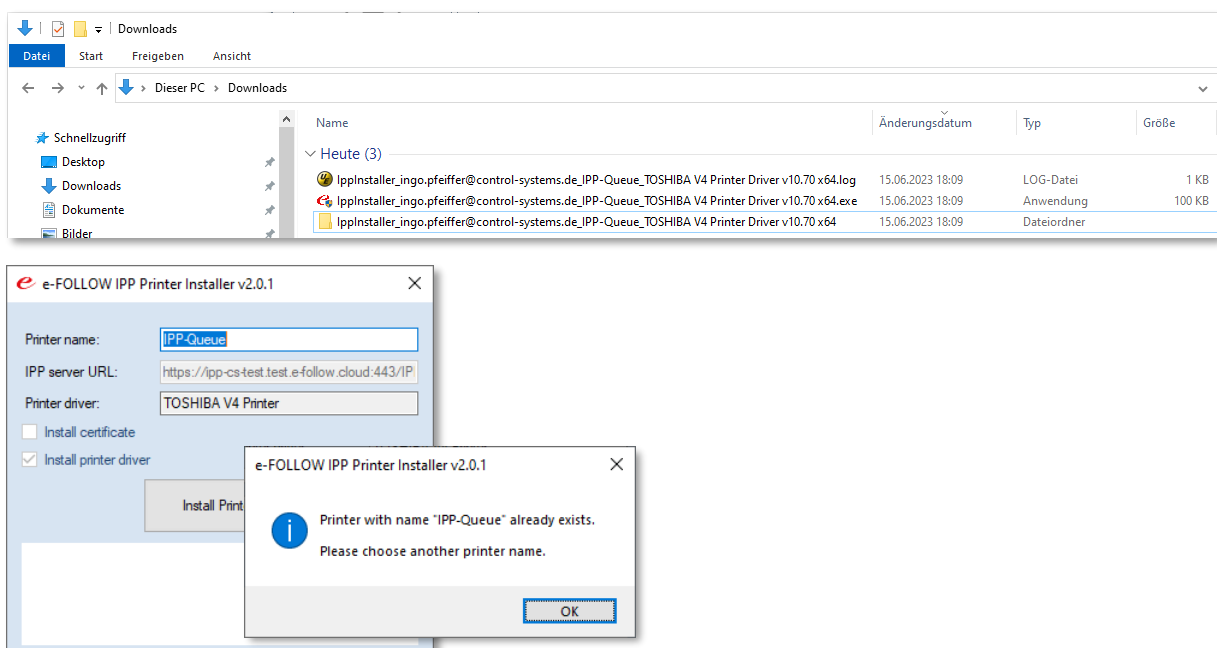 Downloads
Datei Start Freigeben Ansicht
Dieser PC > Downloads
Name Änderungsdatum Typ Größe
Schnellzugriff
Desktop
Downloads
Dokumente
Bilder
Heute (3)
IppInstaller_ingo.pfeiffer@control-systems.de_IPP-Queue_TOSHIBA V4 Printer Driver v10.70 x64.log 15.06.2023 18:09 LOG-Datei 1 KB
IppInstaller_ingo.pfeiffer@control-systems.de_IPP-Queue_TOSHIBA V4 Printer Driver v10.70 x64.exe 15.06.2023 18:09 Anwendung 100 KB
IppInstaller_ingo.pfeiffer@control-systems.de_IPP-Queue_TOSHIBA V4 Printer Driver v10.70 x64 15.06.2023 18:09 Dateiordner
e-FOLLOW IPP Printer Installer v2.0.1
Printer name: IPP-Queue
IPP server URL: https://ipp-cs-test.test.e-follow.cloud:443/IP
Printer driver: TOSHIBA V4 Printer
Install certificate
Install printer driver
Install Print
e-FOLLOW IPP Printer Installer v2.0.1
Printer with name "IPP-Queue" already exists.
Please choose another printer name.
OK